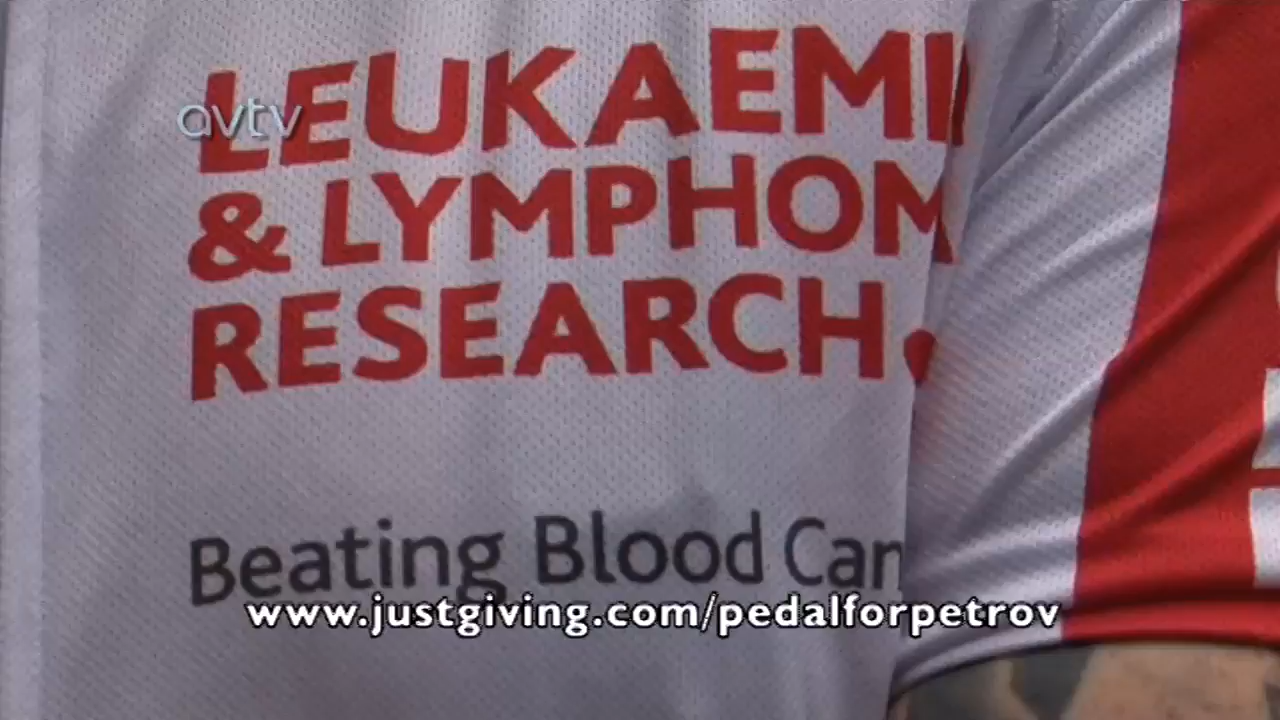 avtv
LEUKAEMI
& LYMPHOM
RESEARCH.
Beating Blood Can
www.justgiving.com/pedalforpetrov